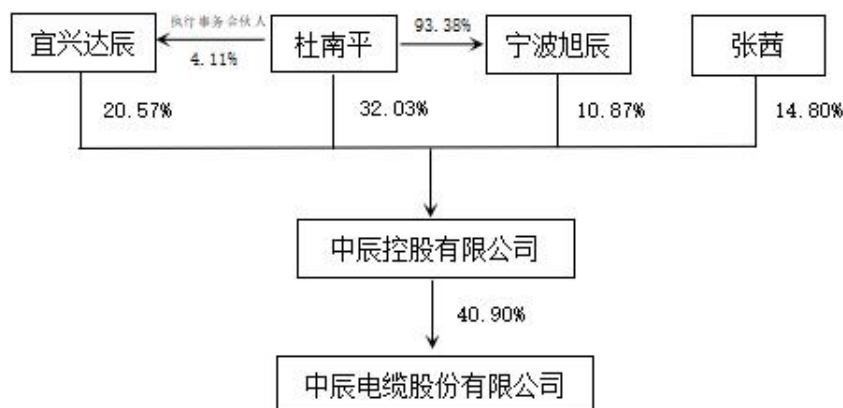 宜兴达辰
执行事务合伙人
4.11%
杜南平
93.38%
宁波旭辰
张茜
20.57%
32.03%
10.87%
14.80%
中辰控股有限公司
40.90%
中辰电缆股份有限公司